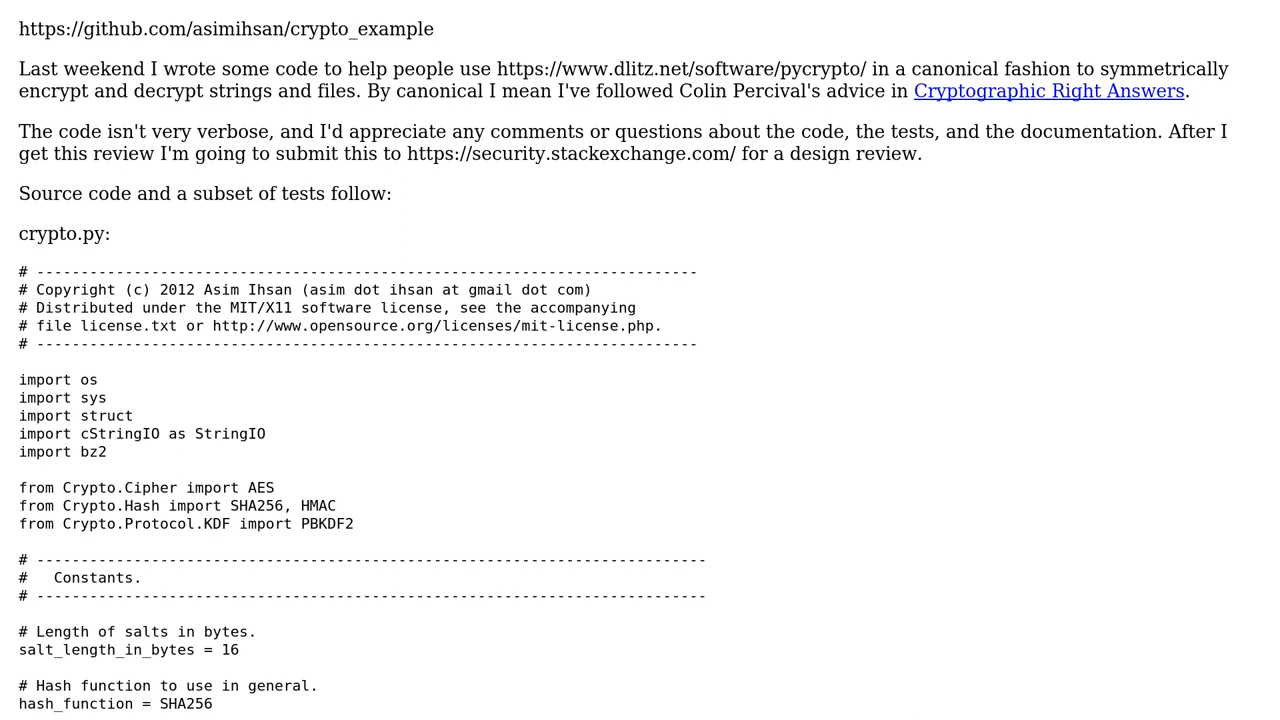 https://github.com/asimihsan/crypto_example
Last weekend I wrote some code to help people use https://www.dlitz.net/software/pycrypto/ in a canonical fashion to symmetrically
encrypt and decrypt strings and files. By canonical I mean I've followed Colin Percival's advice in Cryptographic Right Answers.
The code isn't very verbose, and I'd appreciate any comments or questions about the code, the tests, and the documentation. After I
get this review I'm going to submit this to https://security.stackexchange.com/ for a design review.
Source code and a subset of tests follow:
crypto.py:
# ---------------------------------------------------------------------------
# Copyright (c) 2012 Asim Ihsan (asim dot ihsan at gmail dot com)
# Distributed under the MIT/X11 software license, see the accompanying
# file license.txt or http://www.opensource.org/licenses/mit-license.php.
# ---------------------------------------------------------------------------
import os
import sys
import struct
import cStringIO as StringIO
import bz2
from Crypto.Cipher import AES
from Crypto.Hash import SHA256, HMAC
from Crypto.Protocol.KDF import PBKDF2
# ----------------------------------------------------------------------------
#   Constants.
# ----------------------------------------------------------------------------
# Length of salts in bytes.
salt_length_in_bytes = 16
# Hash function to use in general.
hash_function = SHA256